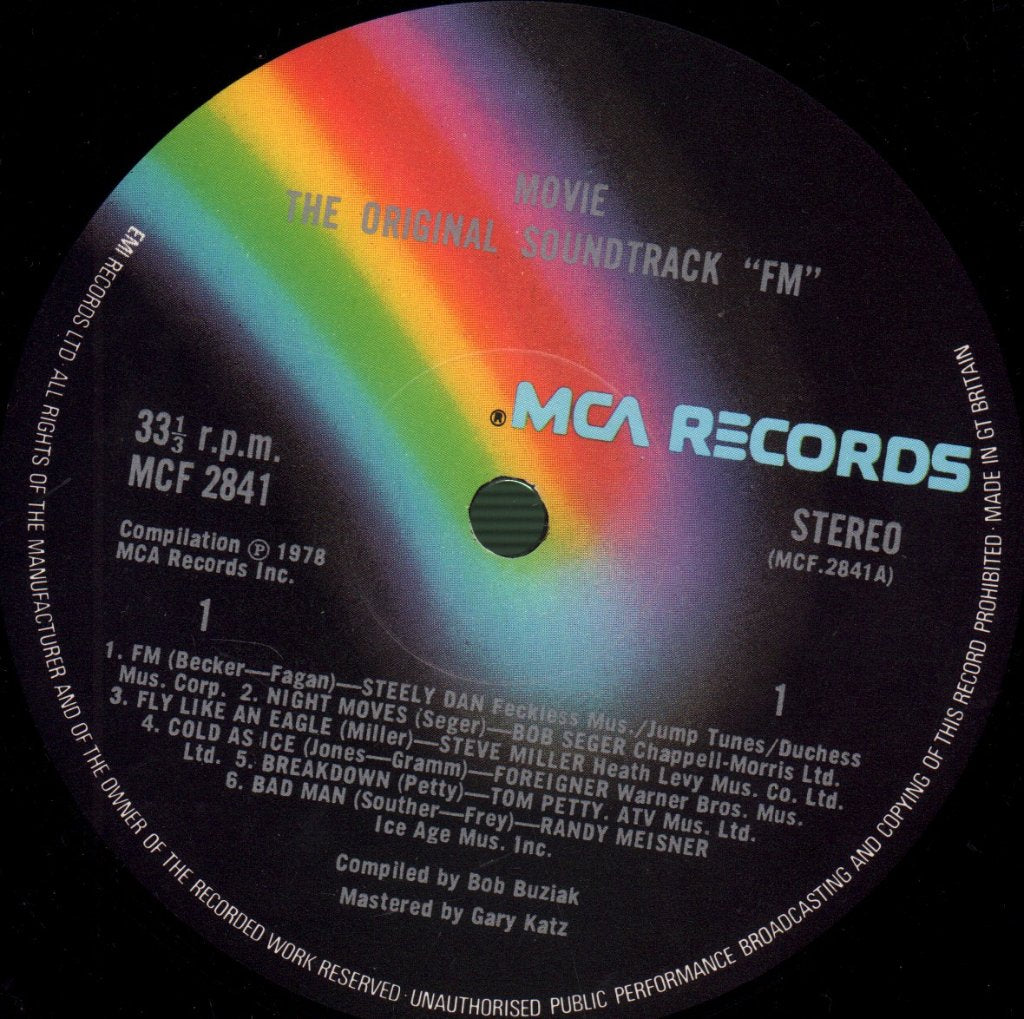 MOVIE
THE ORIGINAL SOUNDTRACK "FM"
® MCA RECORDS
33⅓ r.p.m.
MCF 2841
STEREO
(MCF.2841A)
Compilation ℗ 1978
MCA Records Inc.
1
1
1. FM (Becker—Fagan)—STEELY DAN Feckless Mus./Jump Tunes/Duchess
Mus. Corp. 2. NIGHT MOVES (Seger)—BOB SEGER Chappell-Morris Ltd.
3. FLY LIKE AN EAGLE (Miller)—STEVE MILLER Heath Levy Mus. Co. Ltd.
4. COLD AS ICE (Jones—Gramm)—FOREIGNER Warner Bros. Mus.
Ltd. 5. BREAKDOWN (Petty)—TOM PETTY. ATV Mus. Ltd.
6. BAD MAN (Souther—Frey)—RANDY MEISNER
Ice Age Mus. Inc.
Compiled by Bob Buziak
Mastered by Gary Katz
EMI RECORDS LTD ALL RIGHTS OF THE MANUFACTURER AND OF THE OWNER OF THE RECORDED WORK RESERVED UNAUTHORISED PUBLIC PERFORMANCE BROADCASTING AND COPYING OF THIS RECORD PROHIBITED MADE IN GT BRITAIN